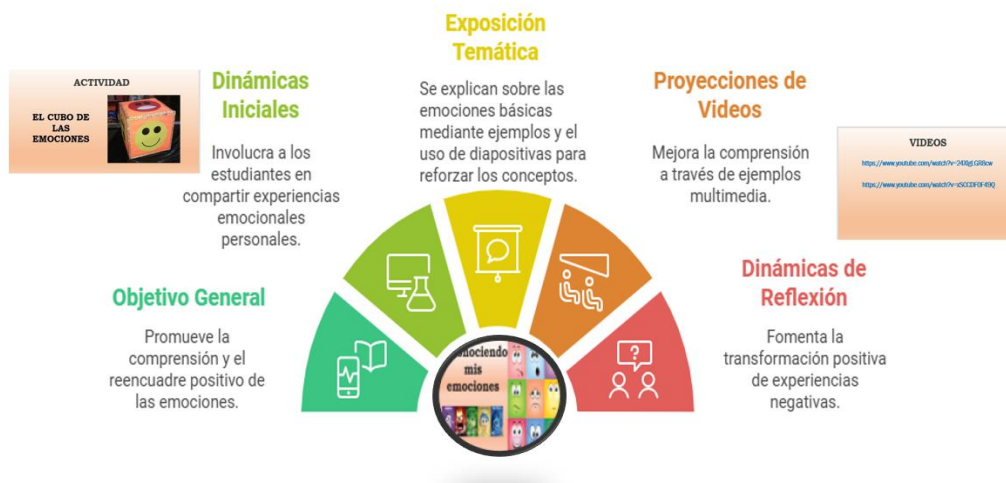 Exposición
Temática
Se explican sobre las
emociones básicas
mediante ejemplos y el
uso de diapositivas para
reforzar los conceptos.
ACTIVIDAD
EL CUBO DE
LAS
EMOCIONES
Dinámicas
Iniciales
Involucra a los
estudiantes en
compartir experiencias
emocionales
personales.
Proyecciones de
Videos
Mejora la comprensión
a través de ejemplos
multimedia.
VIDEOS
Objetivo General
Promueve la
comprensión y el
reencuadre positivo de
las emociones.
Dinámicas de
Reflexión
Fomenta la
transformación positiva
de experiencias
negativas.
onociendo
mis
emociones